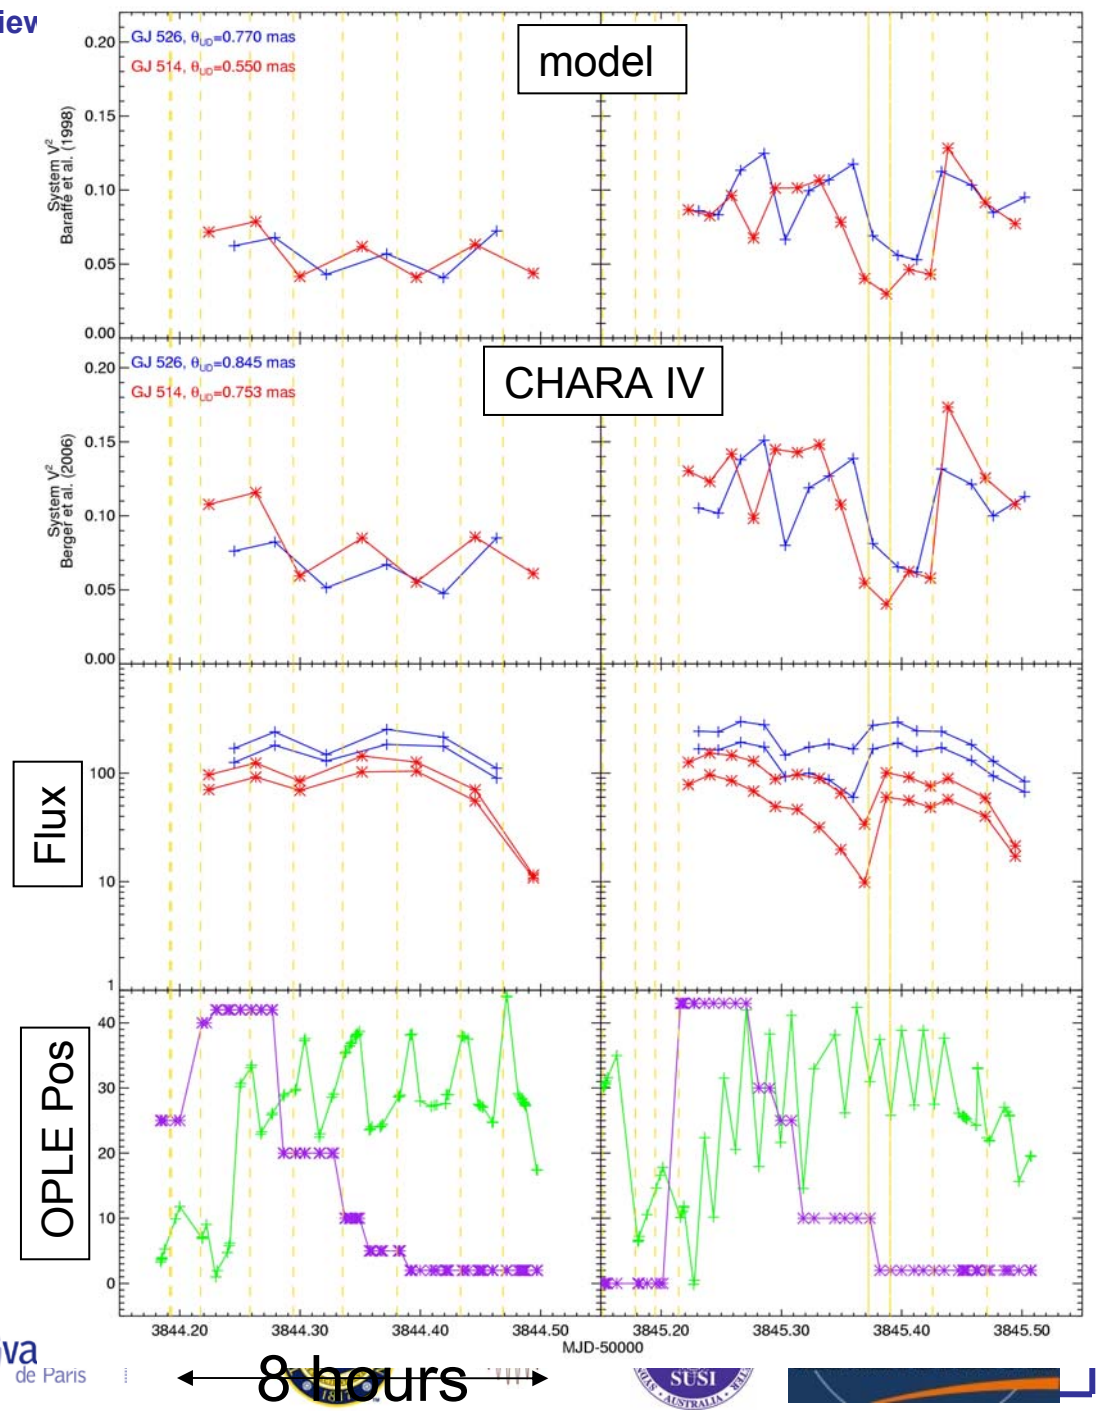 iew
GJ 526, θUD=0.770 mas
GJ 514, θUD=0.550 mas
model
System V²
Baraffe et al. (1998)
0.20
0.15
0.10
0.05
0.00
GJ 526, θUD=0.845 mas
GJ 514, θUD=0.753 mas
CHARA IV
System V²
Berger et al. (2006)
0.20
0.15
0.10
0.05
0.00
Flux
100
10
1
OPLE Pos
40
30
20
10
0
3844.20 3844.30 3844.40 3844.50 3845.20 3845.30 3845.40 3845.50
MJD-50000
va
de Paris
8 hours
1817
SUSI
AUSTRALIA